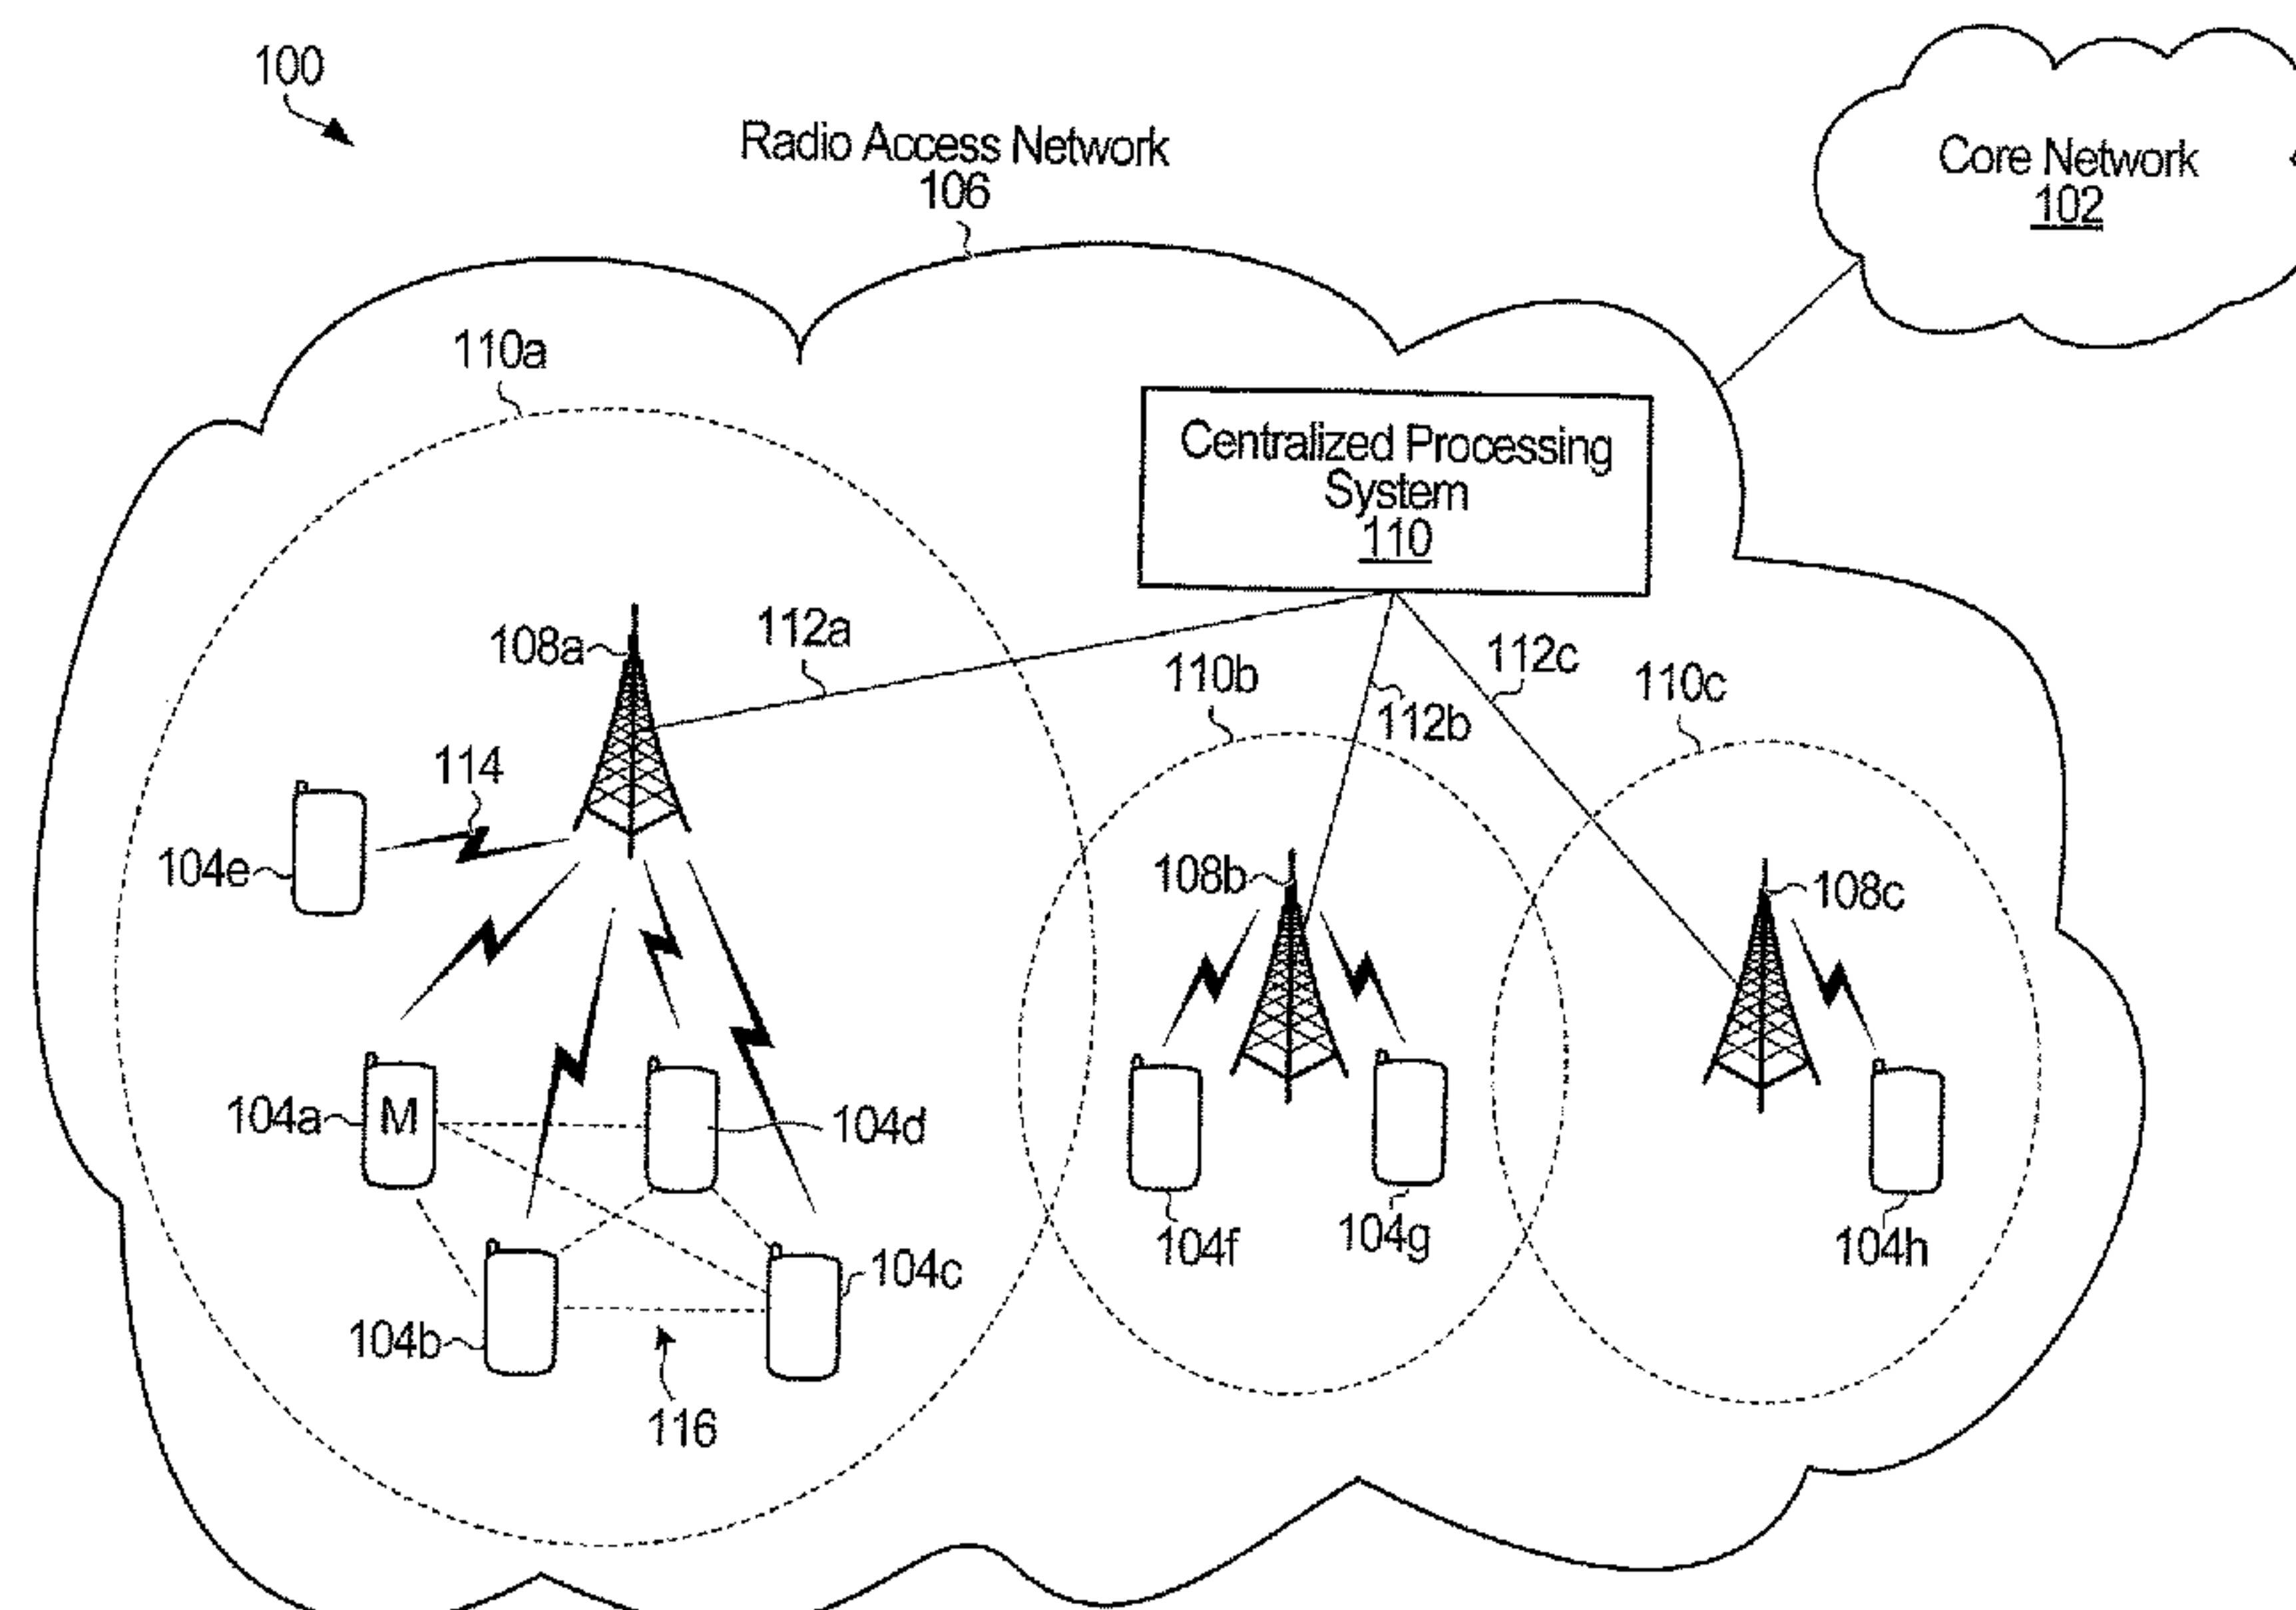 100
Radio Access Network
106
Core Network
102
110a
Centralized Processing
System
110
108a
112a
112c
110b
110c
112b
114
104e
108b
108c
104a
M
104d
104f
104g
104h
104c
104b
116